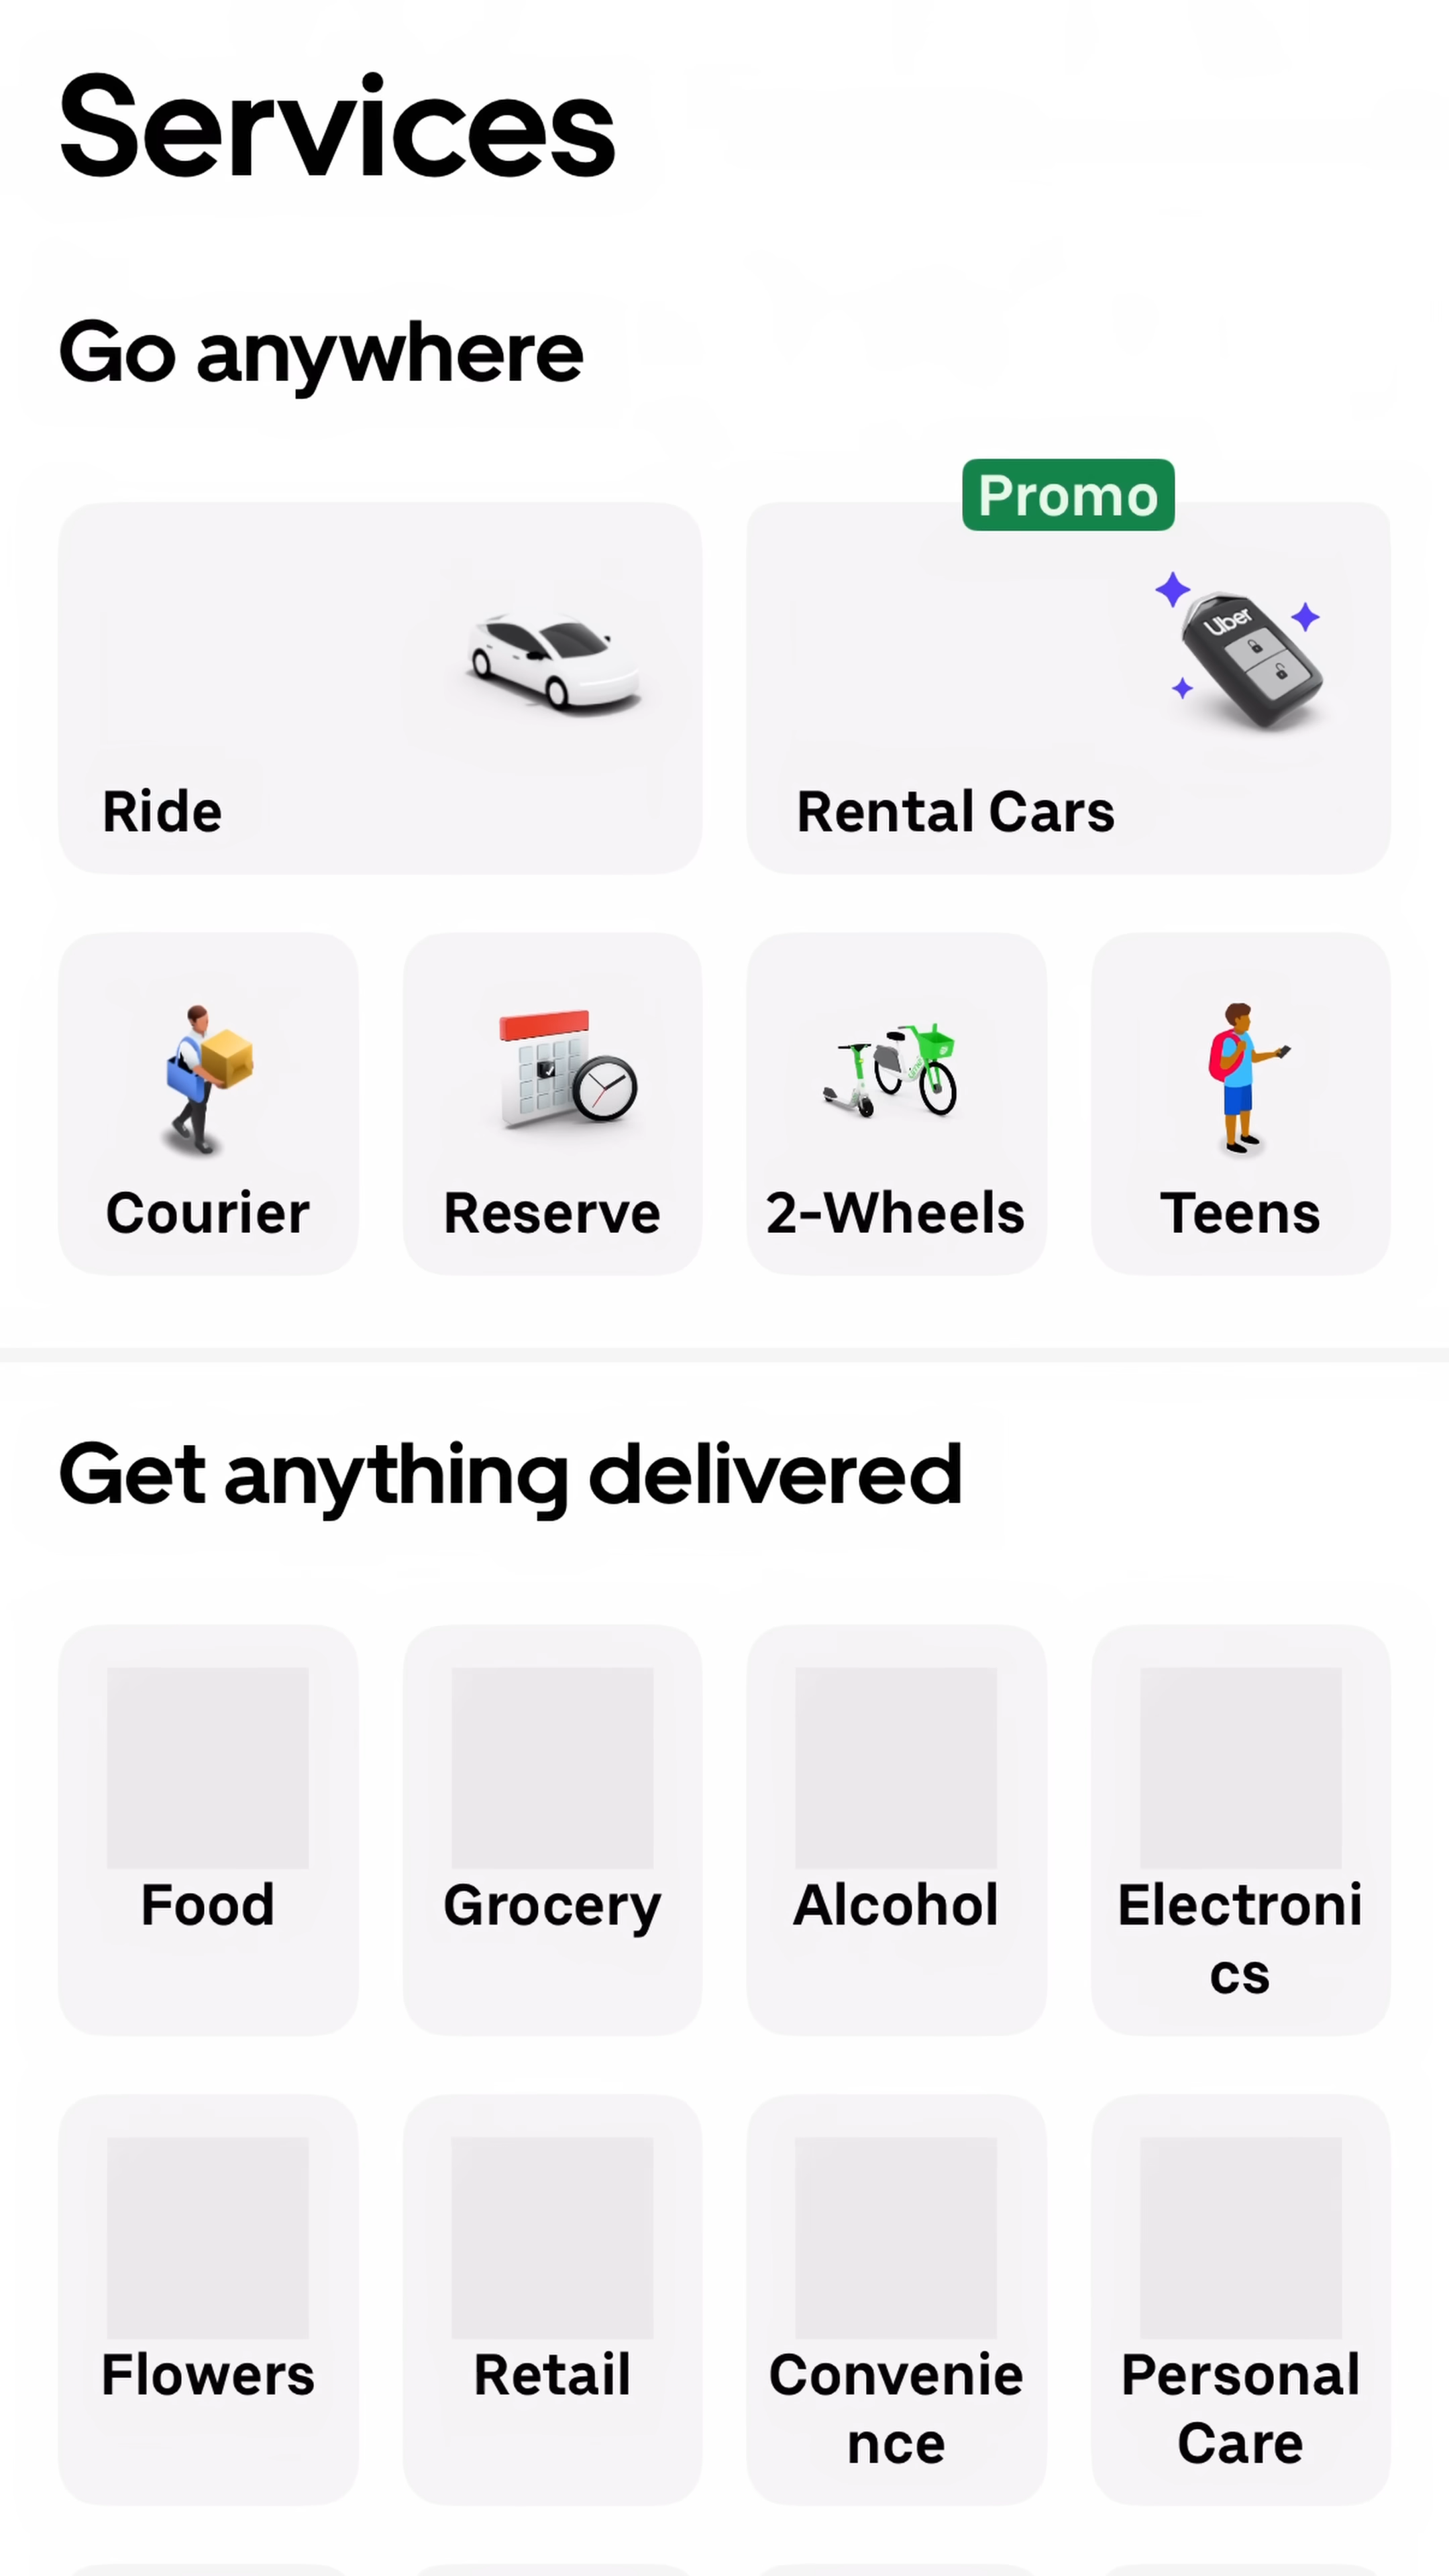 Services
Go anywhere
Promo
Uber
Ride
Rental Cars
Courier
Reserve
2-Wheels
Teens
Get anything delivered
Food
Grocery
Alcohol
Electroni
cs
Flowers
Retail
Convenie
nce
Personal
Care